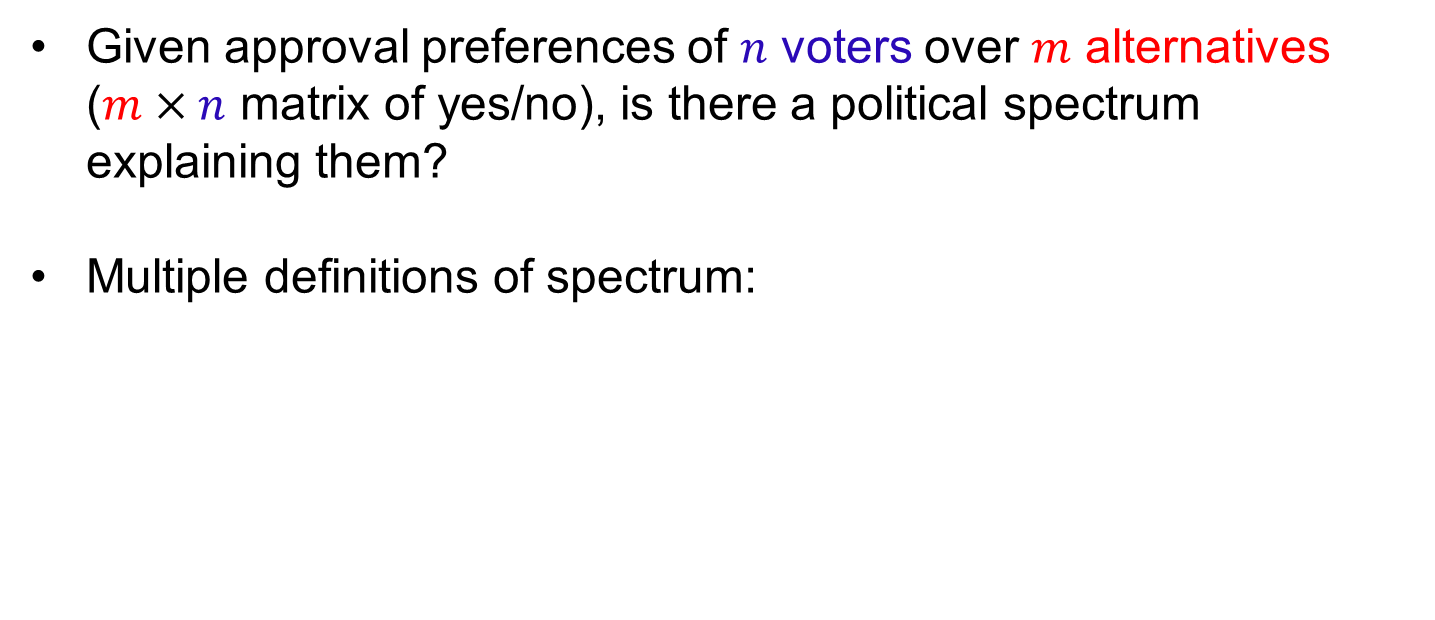 • Given approval preferences of n voters over m alternatives
(m × n matrix of yes/no), is there a political spectrum
explaining them?
• Multiple definitions of spectrum: